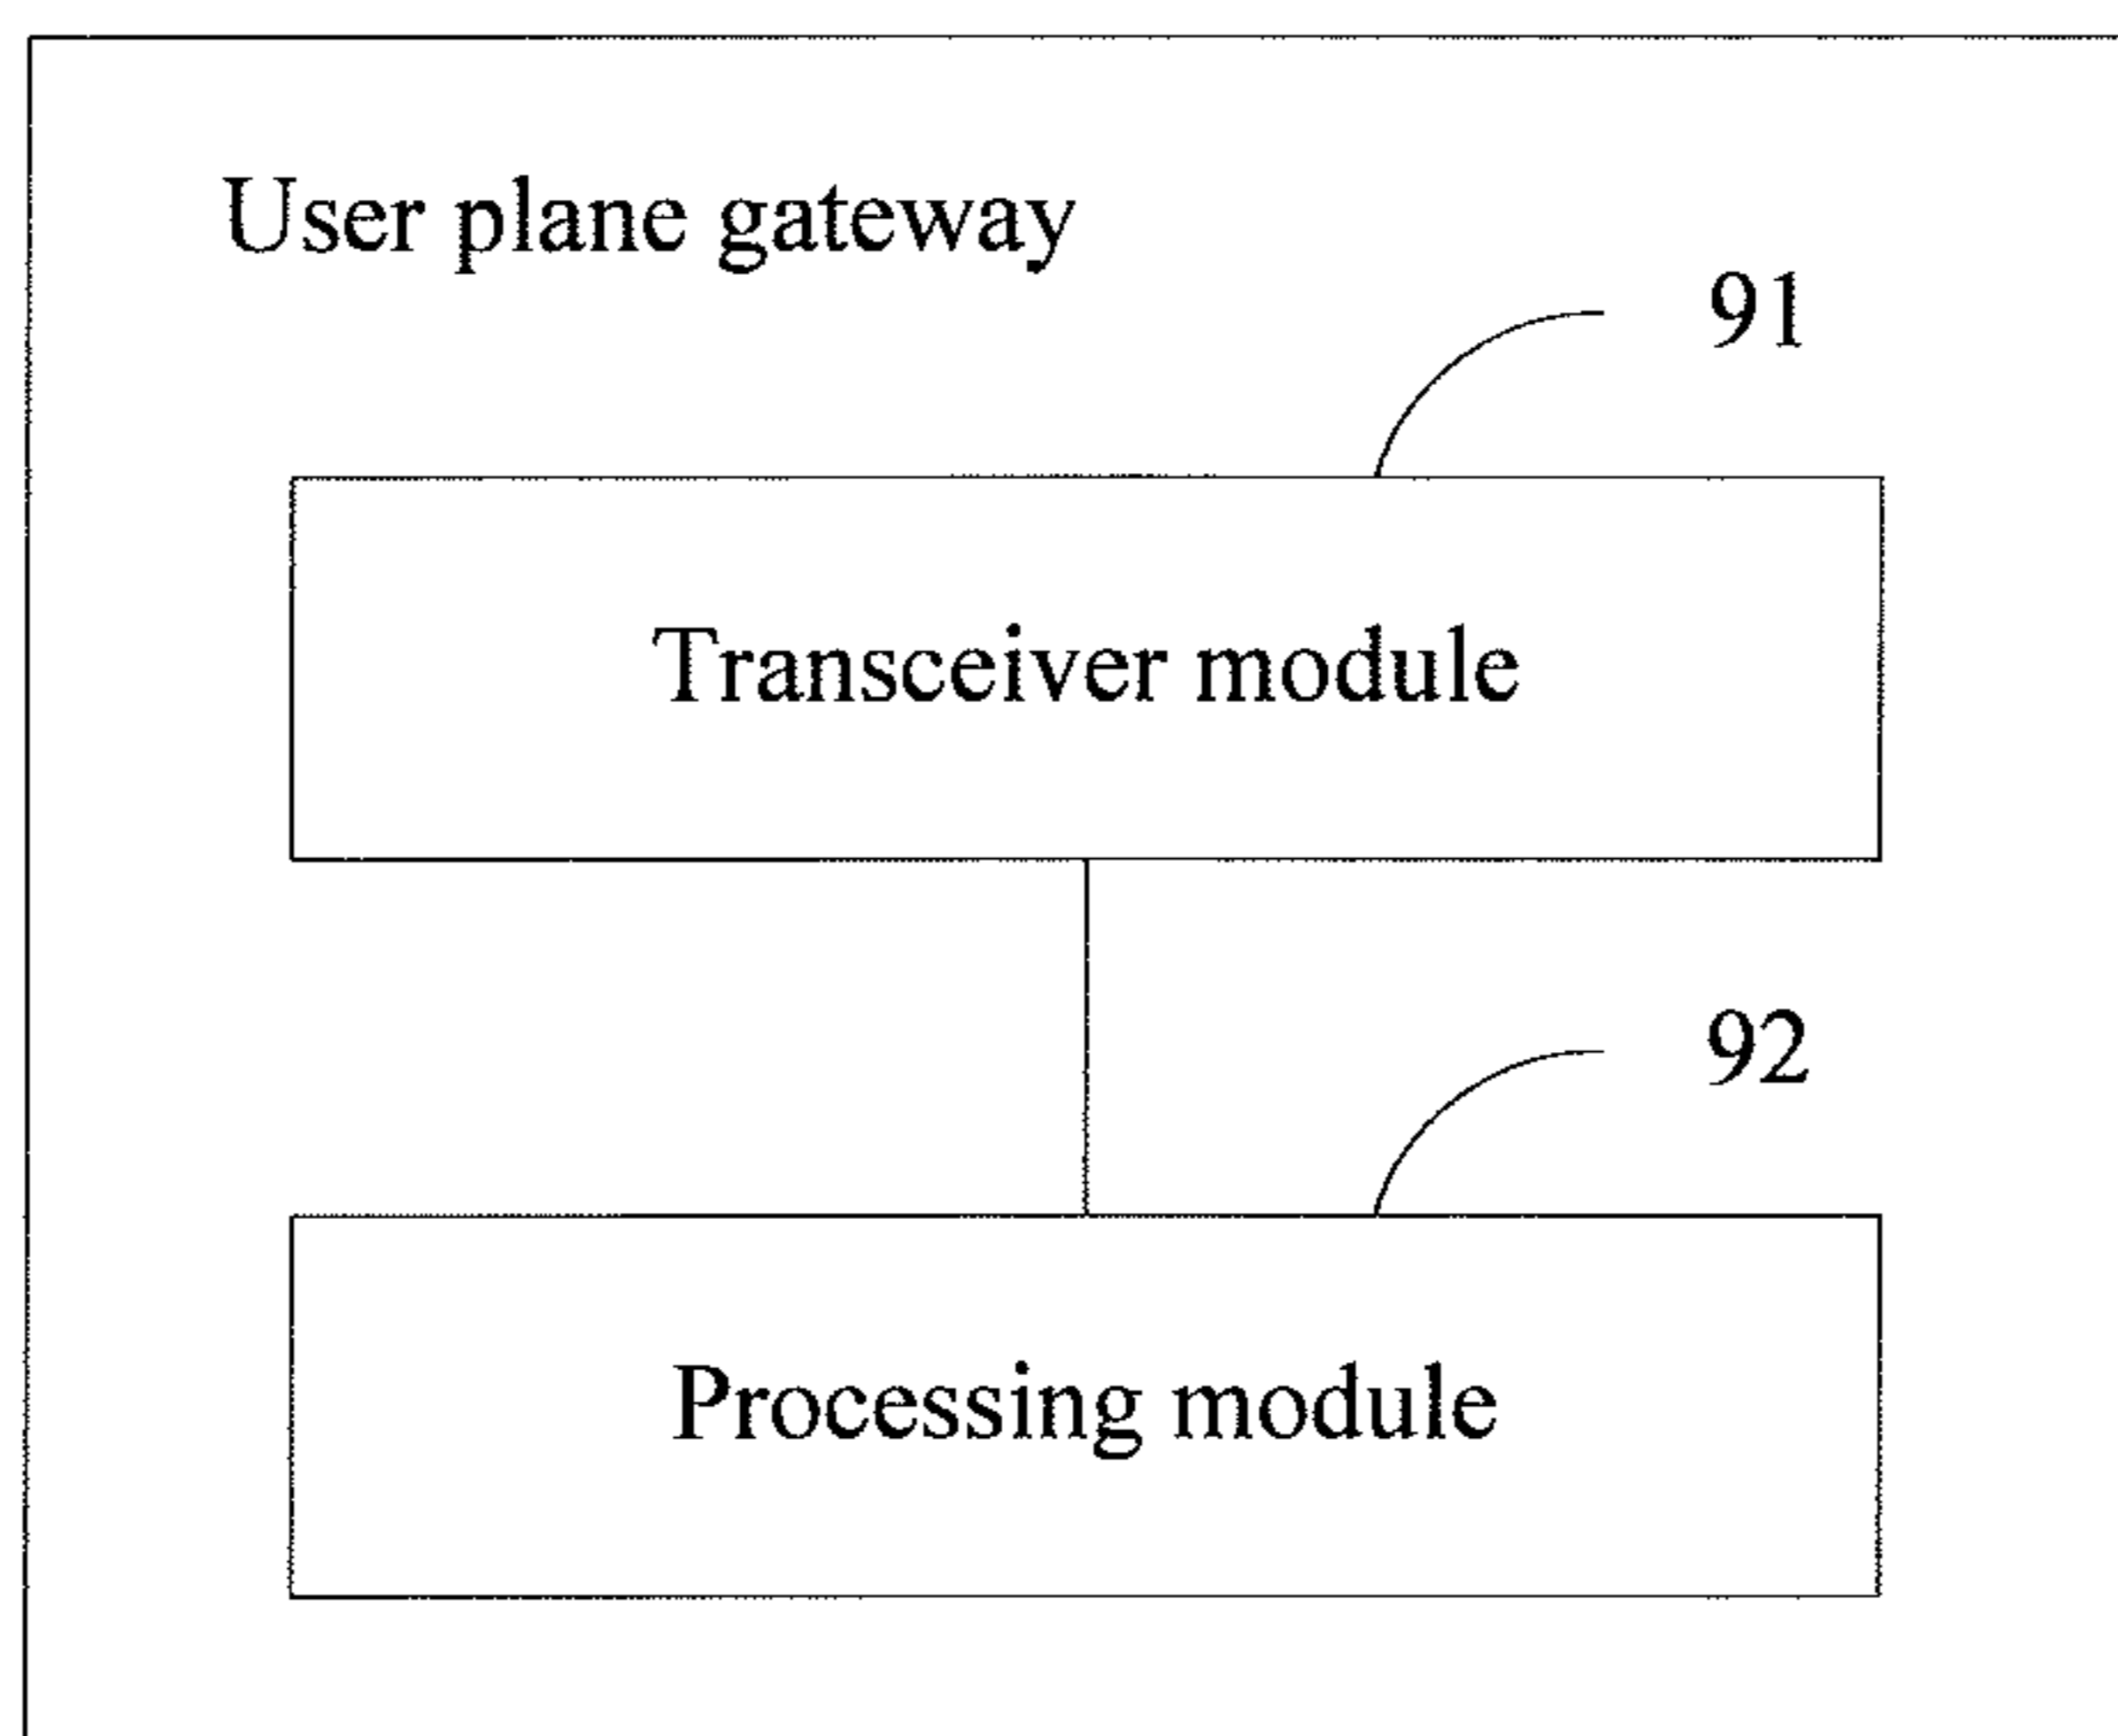 User plane gateway
91
Transceiver module
92
Processing module